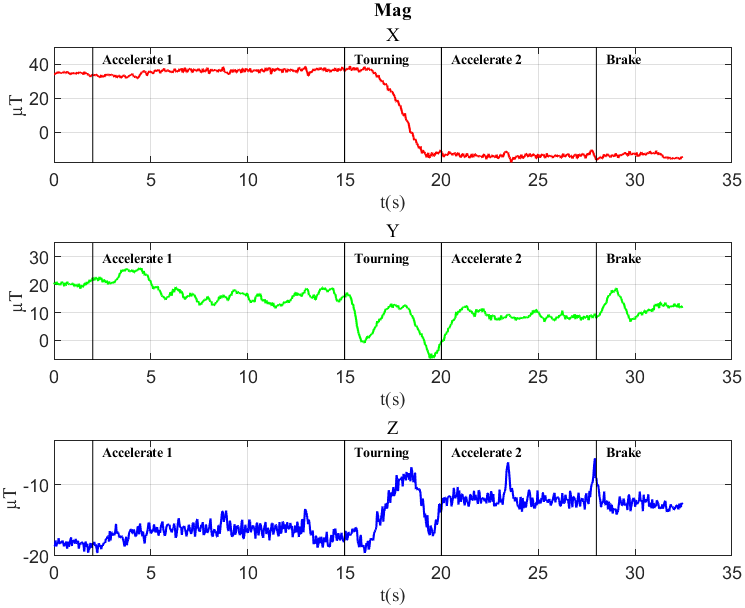 Mag
X
Accelerate 1 Tourning Accelerate 2 Brake
40
20
0
μT
0 5 10 15 20 25 30 35
t(s)
Y
Accelerate 1 Tourning Accelerate 2 Brake
30
20
10
0
μT
0 5 10 15 20 25 30 35
t(s)
Z
Accelerate 1 Tourning Accelerate 2 Brake
-10
-20
μT
0 5 10 15 20 25 30 35
t(s)